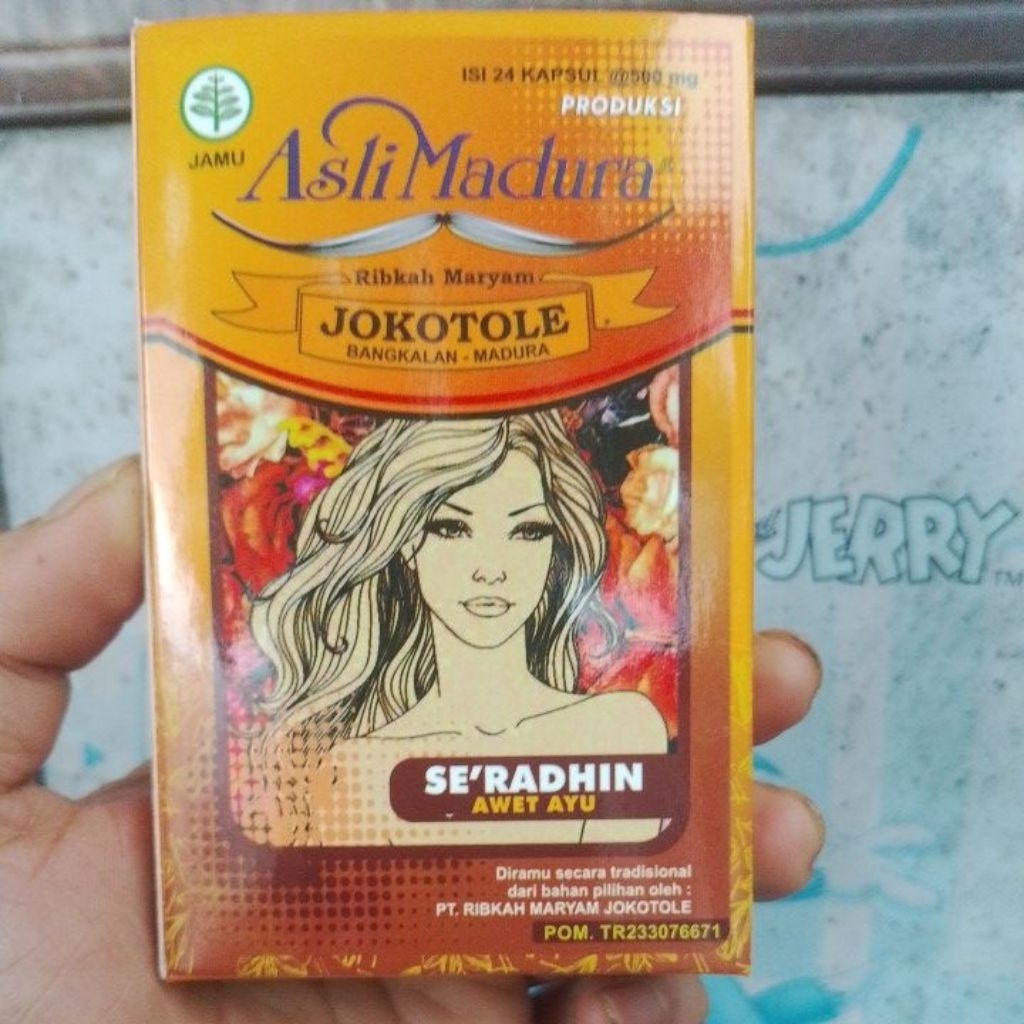 ISI 24 KAPSUL @500 mg
PRODUKSI
JAMU
Asli Madura
Ribkah Maryam
JOKOTOLE
BANGKALAN - MADURA
JERRY
TM
SE'RADHIN
AWET AYU
Diramu secara tradisional
dari bahan pilihan oleh :
PT. RIBKAH MARYAM JOKOTOLE
POM. TR233076671